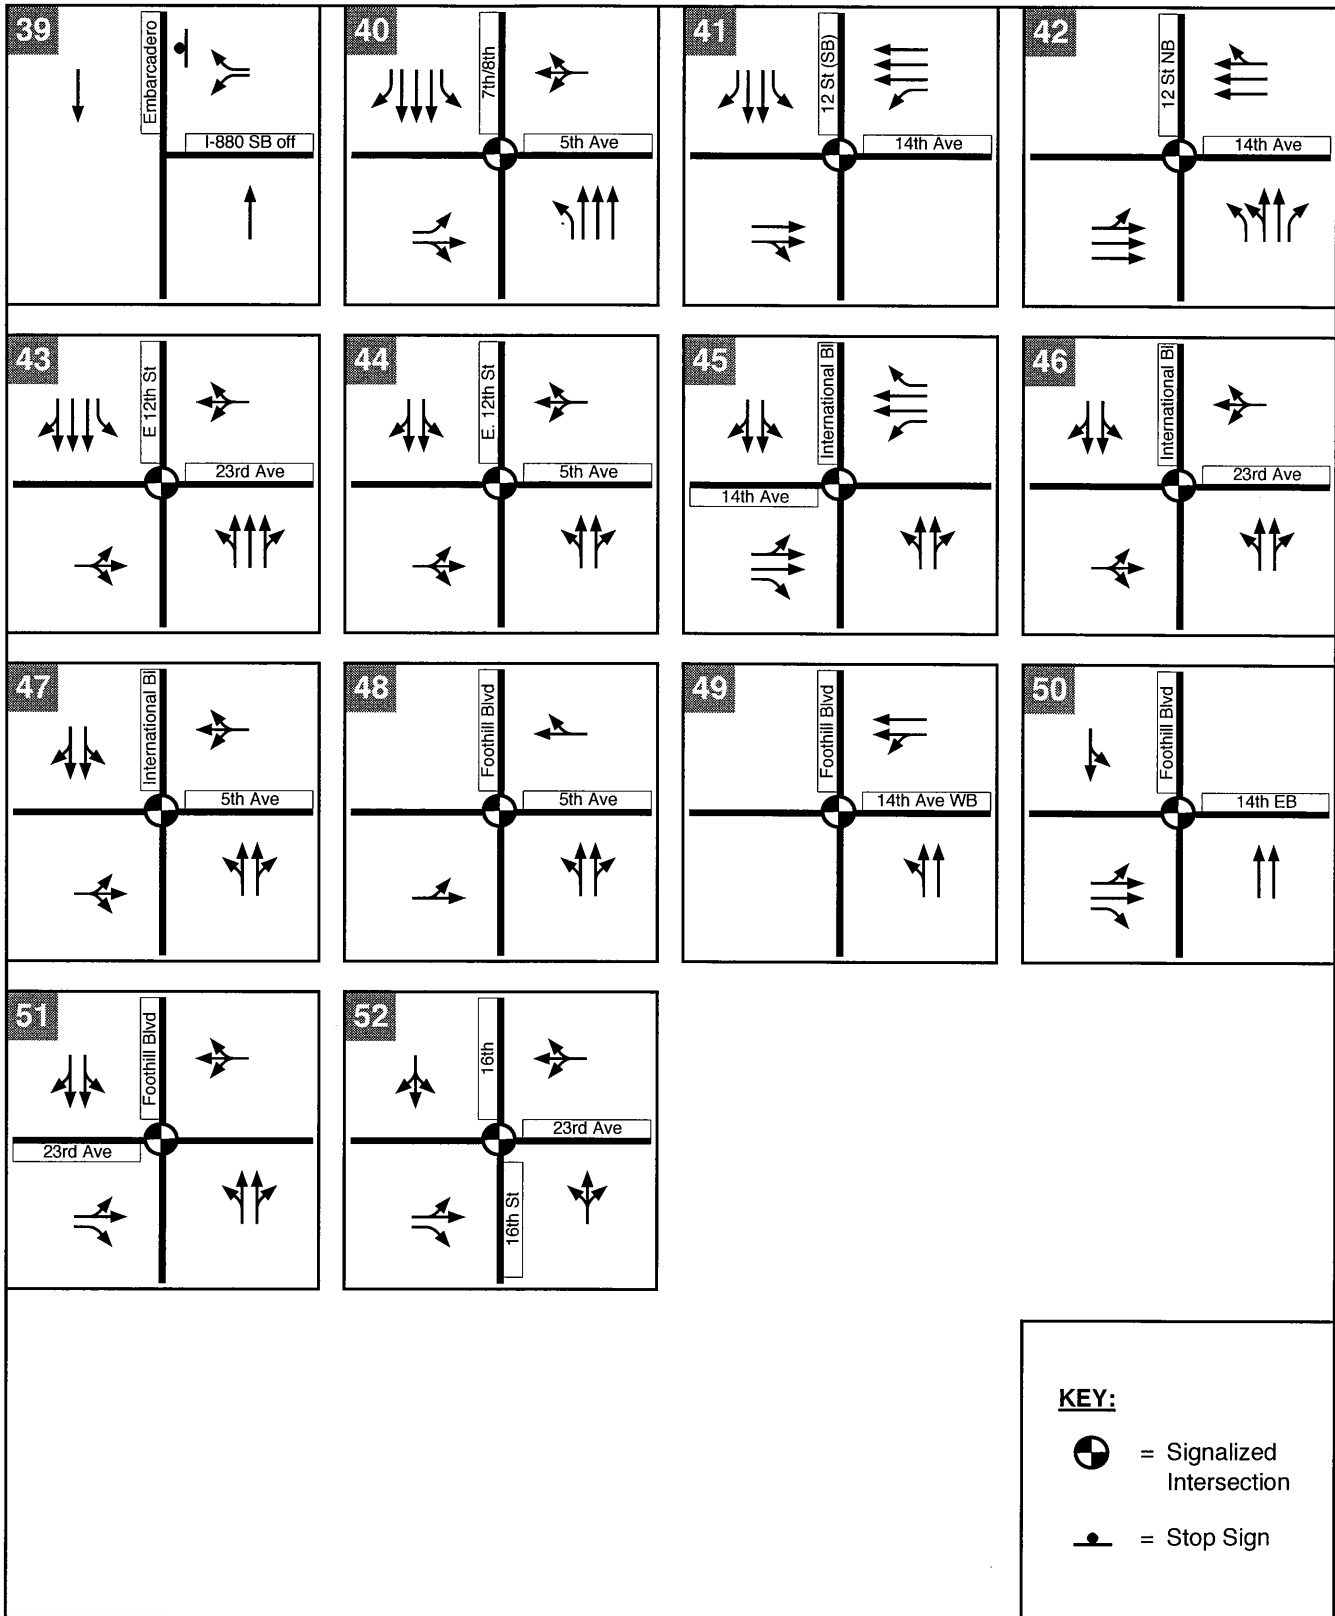 39
Embarcadero
I-880 SB off
40
7th/8th
5th Ave
41
12 St (SB)
14th Ave
42
12 St NB
14th Ave
43
E 12th St
23rd Ave
44
E. 12th St
5th Ave
45
International Bl
14th Ave
46
International Bl
23rd Ave
47
International Bl
5th Ave
48
Foothill Blvd
5th Ave
49
Foothill Blvd
14th Ave WB
50
Foothill Blvd
14th EB
51
Foothill Blvd
23rd Ave
52
16th
23rd Ave
16th St
KEY:
= Signalized
Intersection
= Stop Sign